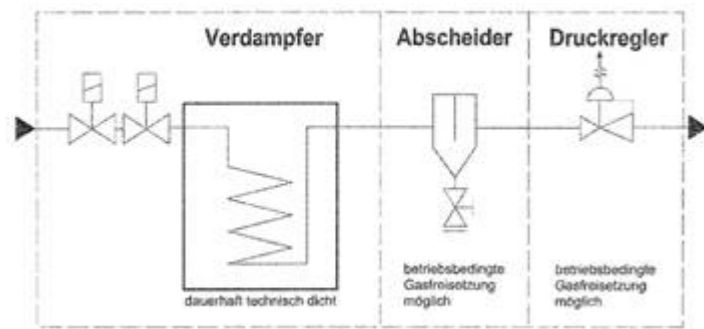 Verdampfer
Abscheider
Druckregler
dauerhaft technisch dicht
betriebsbedingte
Gasfreisetzung
möglich
betriebsbedingte
Gasfreisetzung
möglich